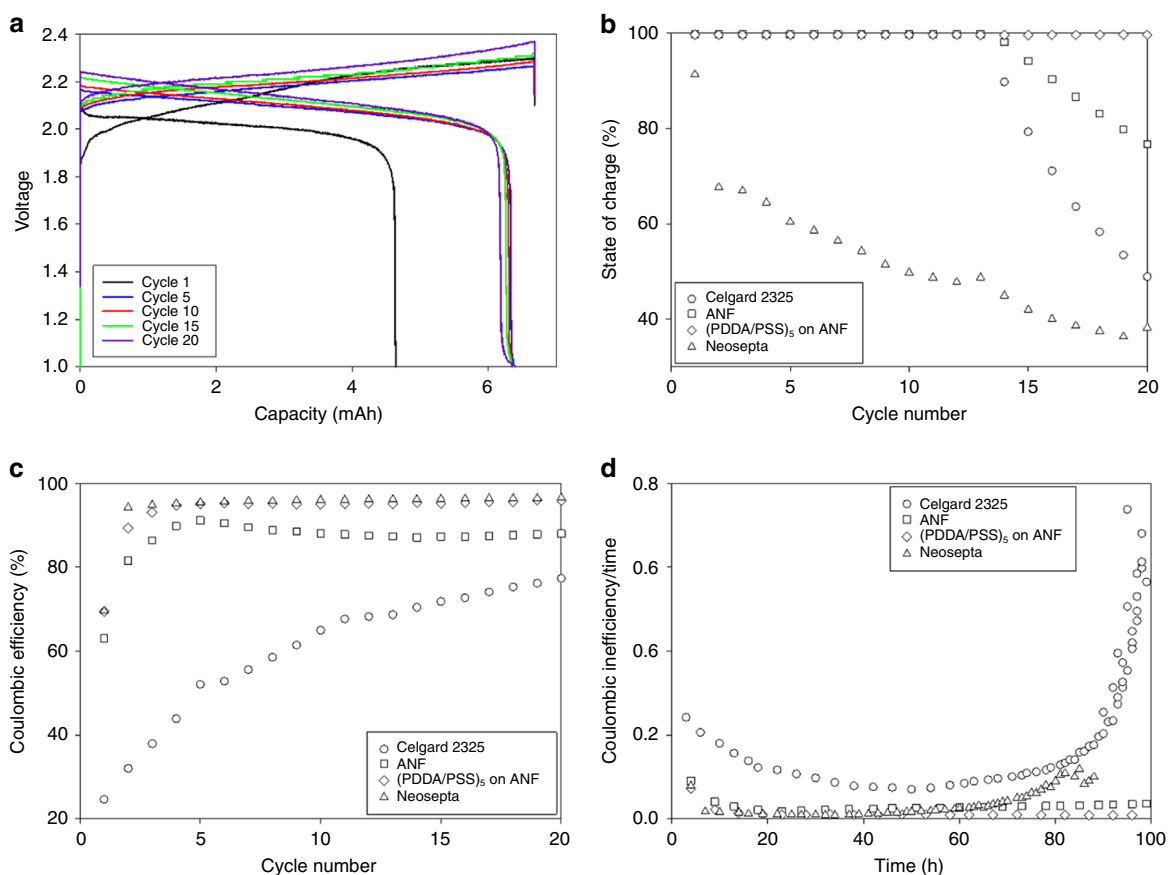 a
2.4
2.2
2.0
1.8
1.6
1.4
1.2
1.0
Voltage
Cycle 1
Cycle 5
Cycle 10
Cycle 15
Cycle 20
0
2
4
6
Capacity (mAh)
b
100
80
60
40
State of charge (%)
Celgard 2325
ANF
(PDDA/PSS)₅ on ANF
Neosepta
0
5
10
15
20
Cycle number
c
100
80
60
40
20
Coulombic efficiency (%)
Celgard 2325
ANF
(PDDA/PSS)₅ on ANF
Neosepta
0
5
10
15
20
Cycle number
d
0.8
0.8
0.6
0.2
0.0
Coulombic inefficiency/time
Celgard 2325
ANF
(PDDA/PSS)₅ on ANF
Neosepta
0
20
40
60
80
100
Time (h)